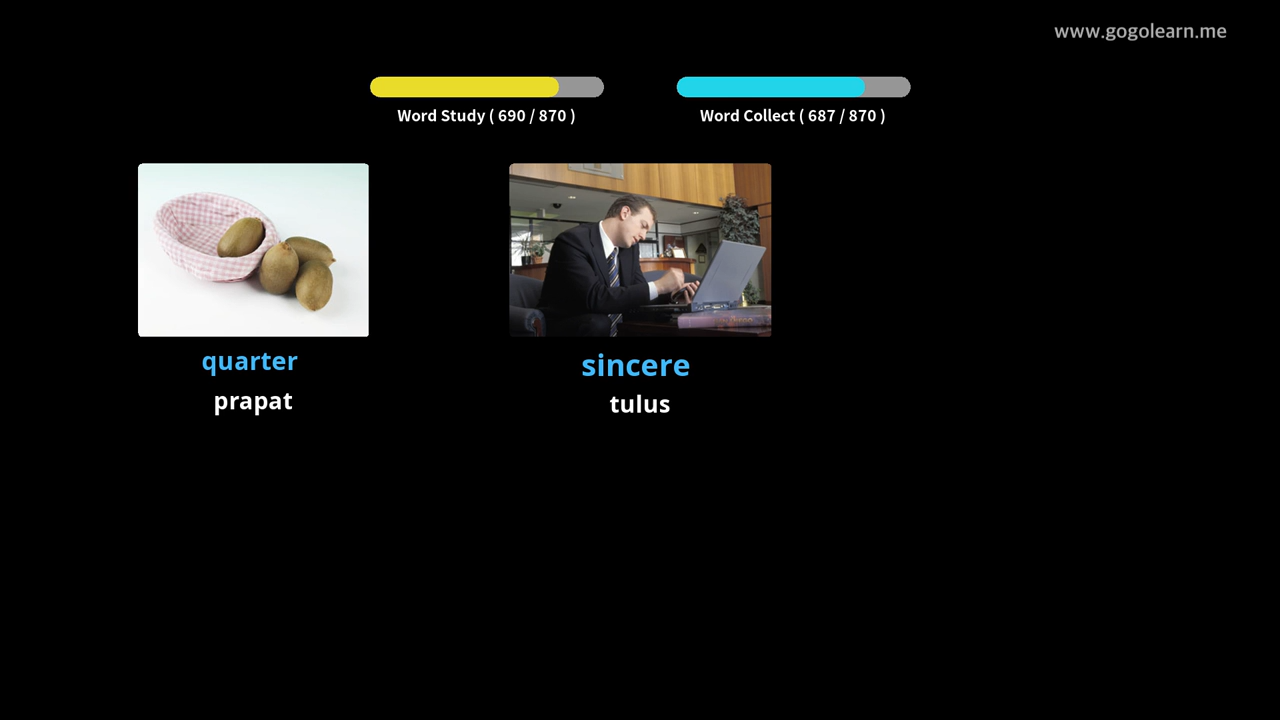 www.gogolearn.me
Word Study ( 690 / 870 )
Word Collect ( 687 / 870 )
quarter
prapat
sincere
tulus